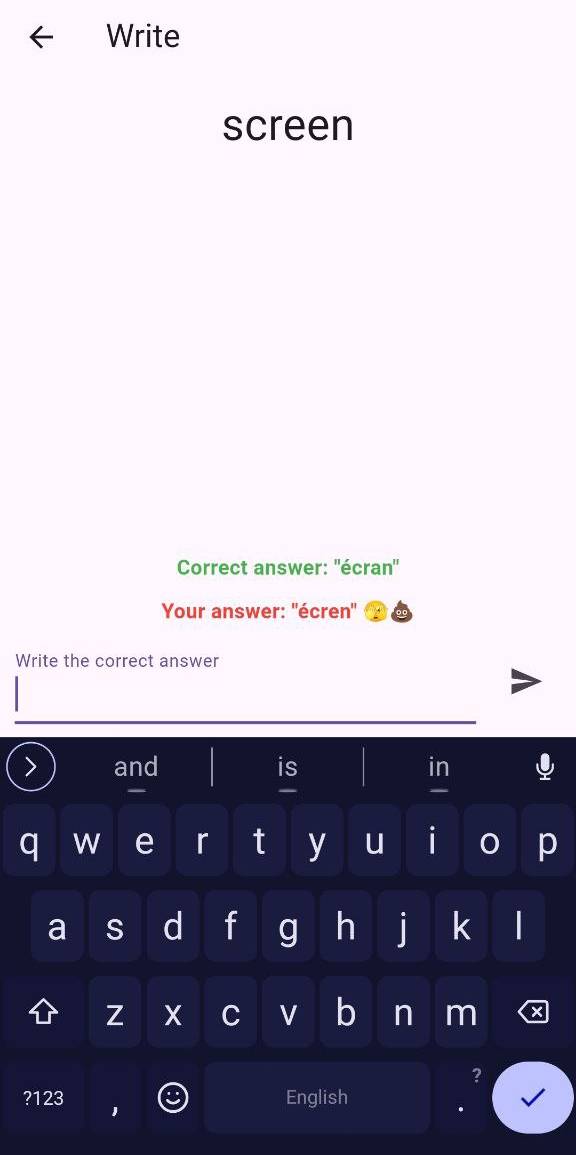 Write
screen
Correct answer: "écran"
Your answer: "écren" 🫣💩
Write the correct answer
and is in
q w e r t y u i o p
a s d f g h j k l
z x c v b n m
?123 , English . ?